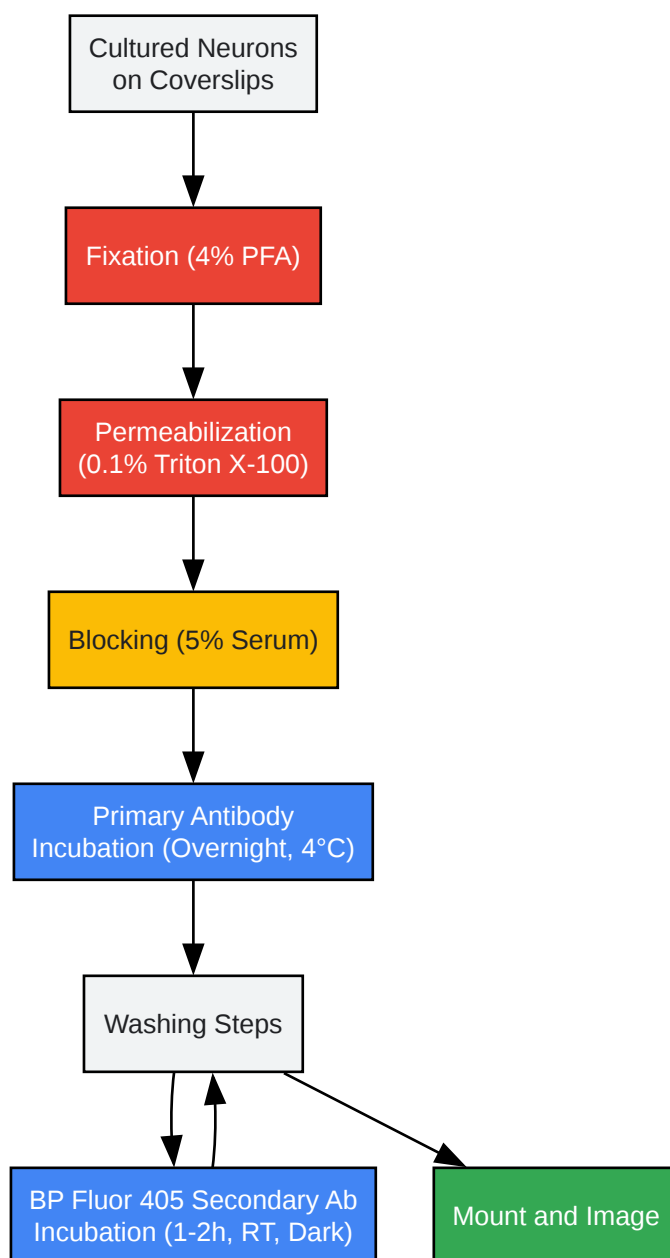 Cultured Neurons
on Coverslips
Fixation (4% PFA)
Permeabilization
(0.1% Triton X-100)
Blocking (5% Serum)
Primary Antibody
Incubation (Overnight, 4°C)
Washing Steps
BP Fluor 405 Secondary Ab
Incubation (1-2h, RT, Dark)
Mount and Image